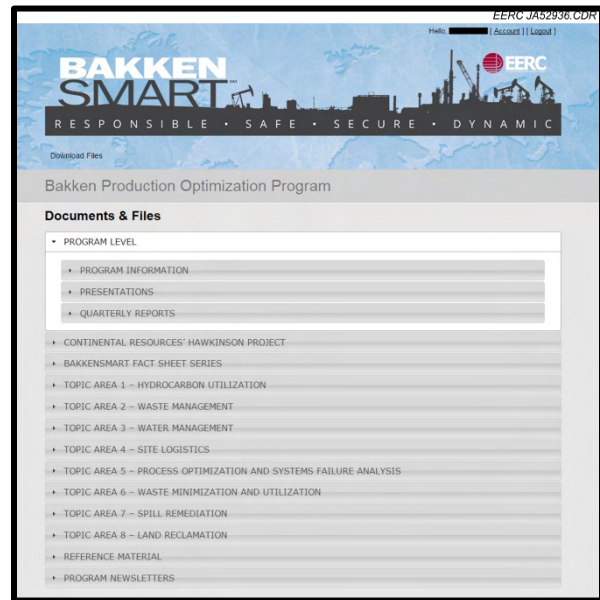 EERC JA52936.CDR
Hello, [ Account ] [ Logout ]
BAKKEN
SMART℠
EERC
RESPONSIBLE • SAFE • SECURE • DYNAMIC
Download Files
Bakken Production Optimization Program
Documents & Files
PROGRAM LEVEL
PROGRAM INFORMATION
PRESENTATIONS
QUARTERLY REPORTS
CONTINENTAL RESOURCES' HAWKINSON PROJECT
BAKKENSMART FACT SHEET SERIES
TOPIC AREA 1 – HYDROCARBON UTILIZATION
TOPIC AREA 2 – WASTE MANAGEMENT
TOPIC AREA 3 – WATER MANAGEMENT
TOPIC AREA 4 – SITE LOGISTICS
TOPIC AREA 5 – PROCESS OPTIMIZATION AND SYSTEMS FAILURE ANALYSIS
TOPIC AREA 6 – WASTE MINIMIZATION AND UTILIZATION
TOPIC AREA 7 – SPILL REMEDIATION
TOPIC AREA 8 – LAND RECLAMATION
REFERENCE MATERIAL
PROGRAM NEWSLETTERS